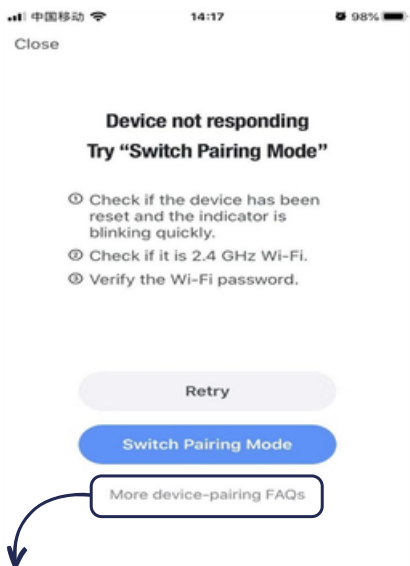 中国移动 14:17 98%
Close
Device not responding
Try “Switch Pairing Mode”
① Check if the device has been
reset and the indicator is
blinking quickly.
② Check if it is 2.4 GHz Wi-Fi.
③ Verify the Wi-Fi password.
Retry
Switch Pairing Mode
More device-pairing FAQs